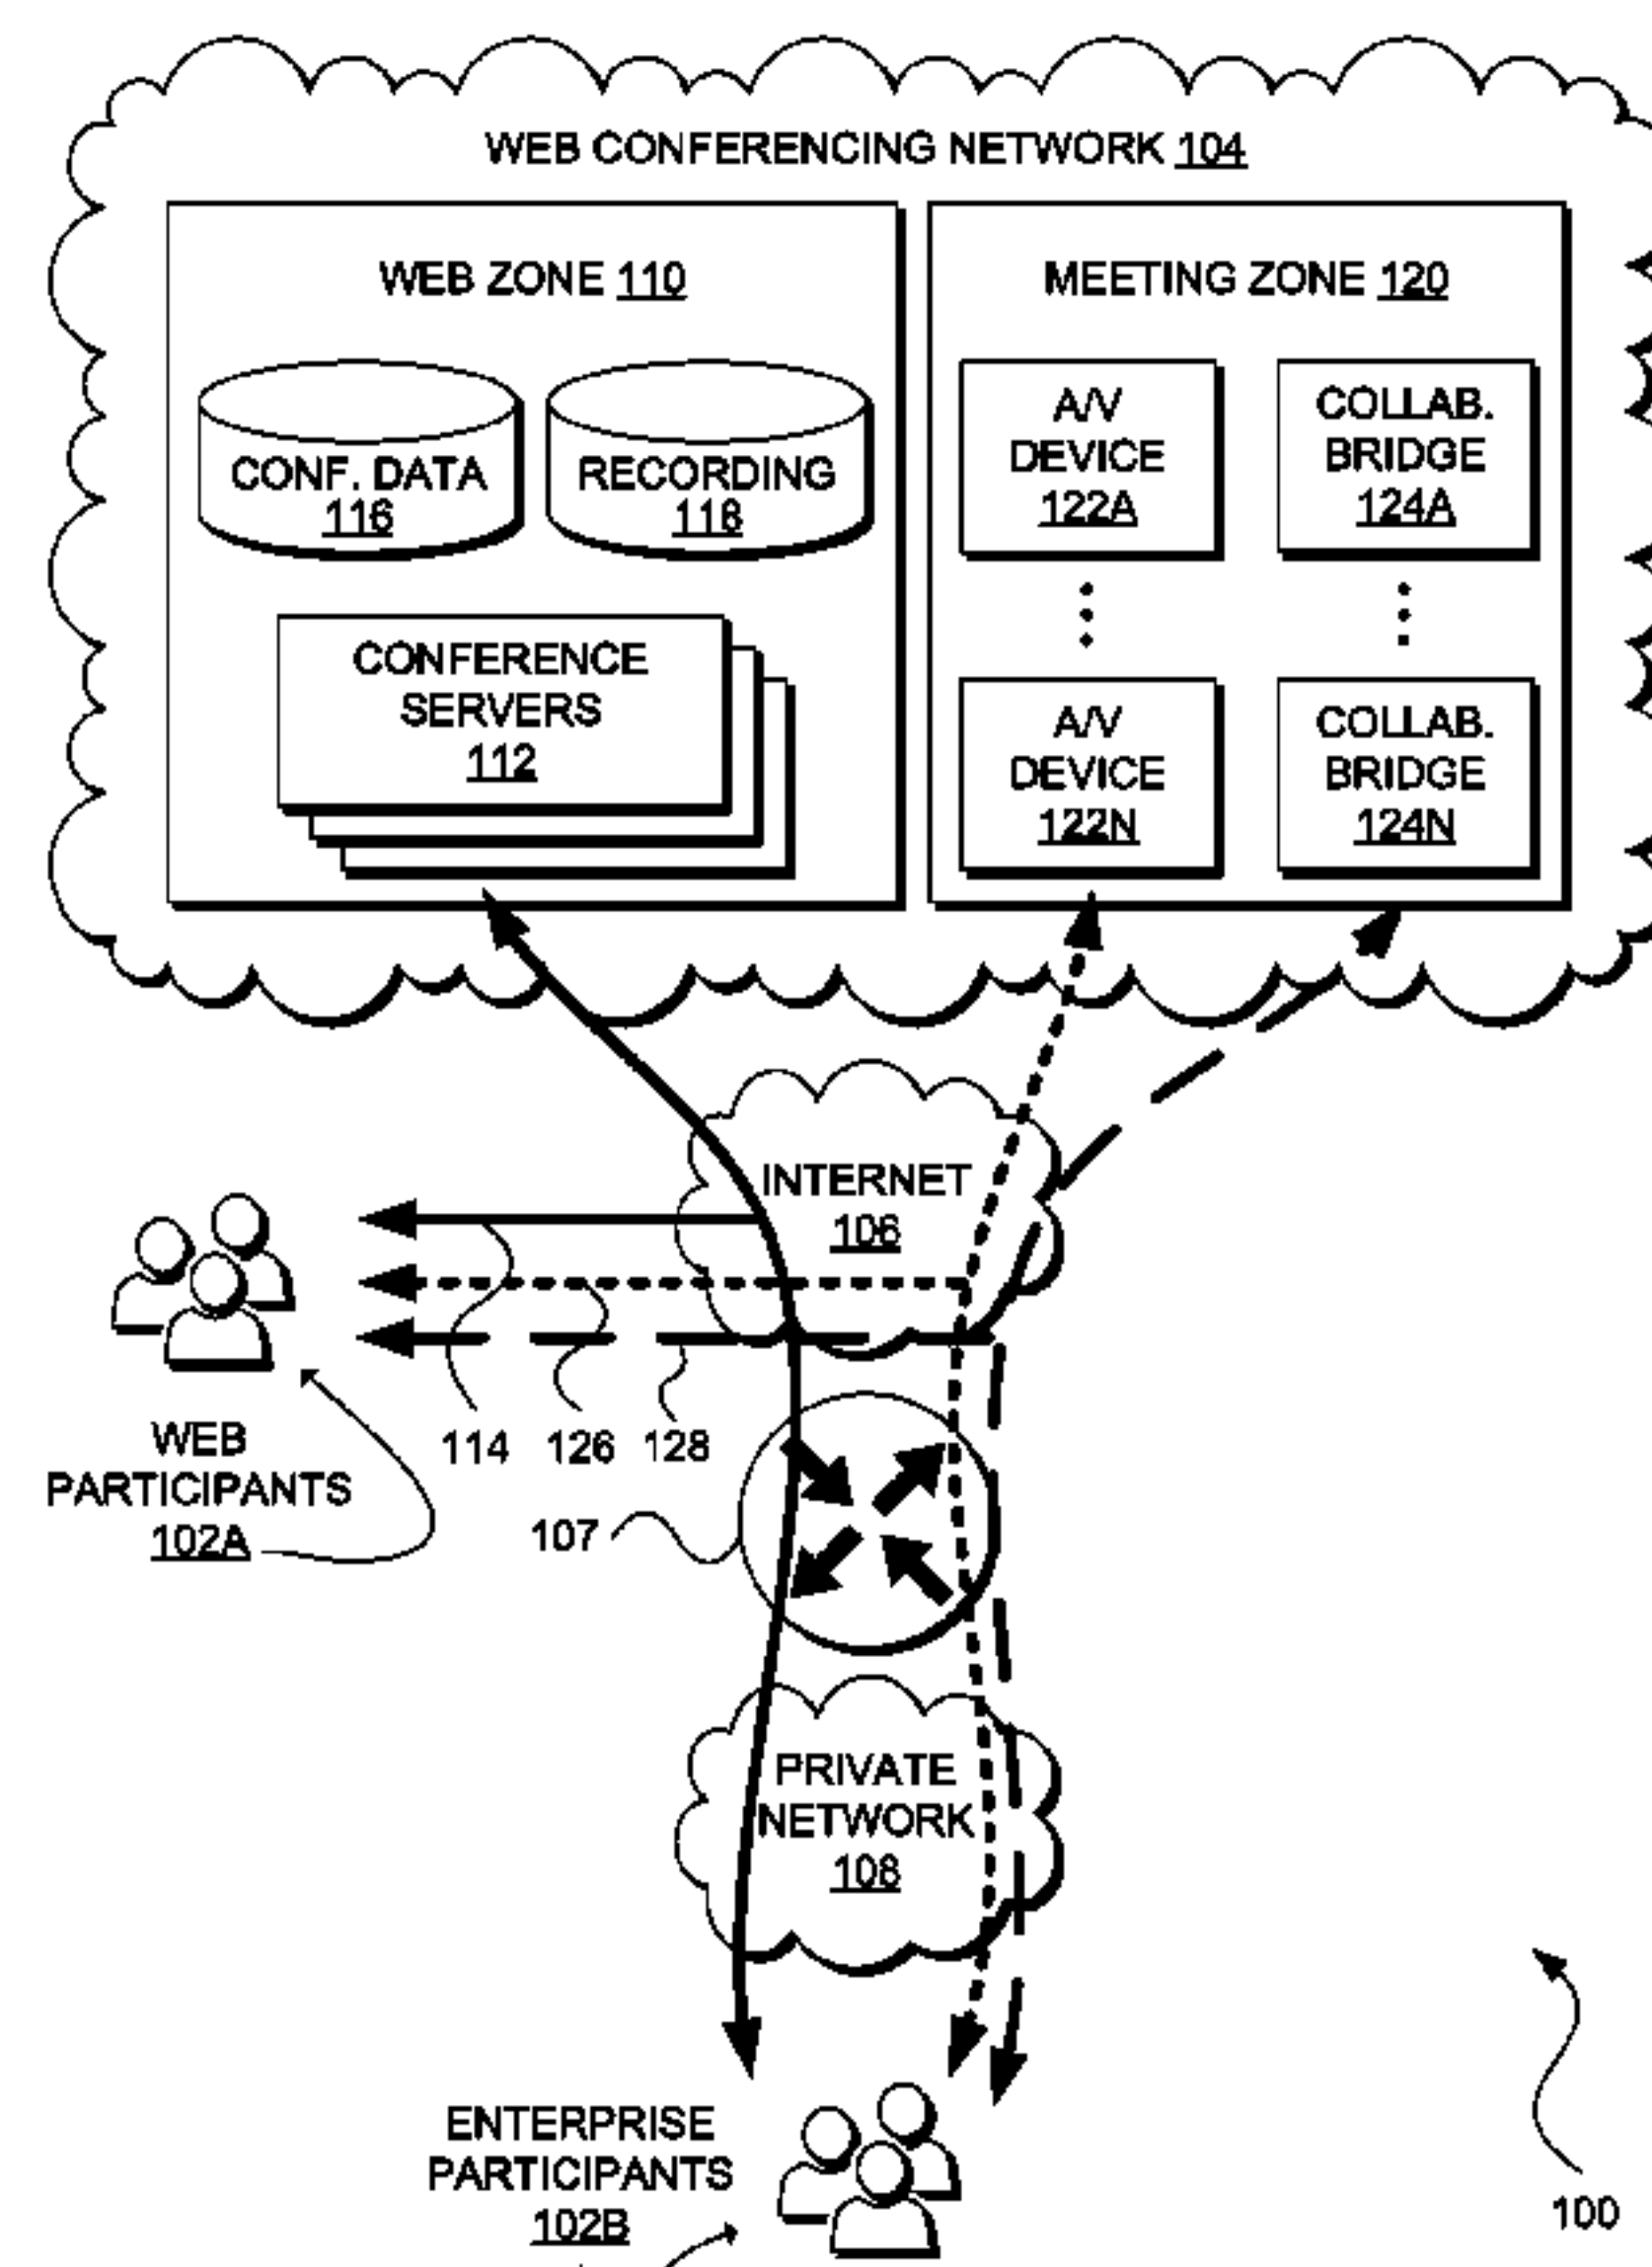 WEB CONFERENCING NETWORK 104
WEB ZONE 110
CONF. DATA
116
RECORDING
118
CONFERENCE
SERVERS
112
MEETING ZONE 120
A/V
DEVICE
122A
COLLAB.
BRIDGE
124A
A/V
DEVICE
122N
COLLAB.
BRIDGE
124N
INTERNET
106
WEB
PARTICIPANTS
102A
114
126
128
107
PRIVATE
NETWORK
108
ENTERPRISE
PARTICIPANTS
102B
100